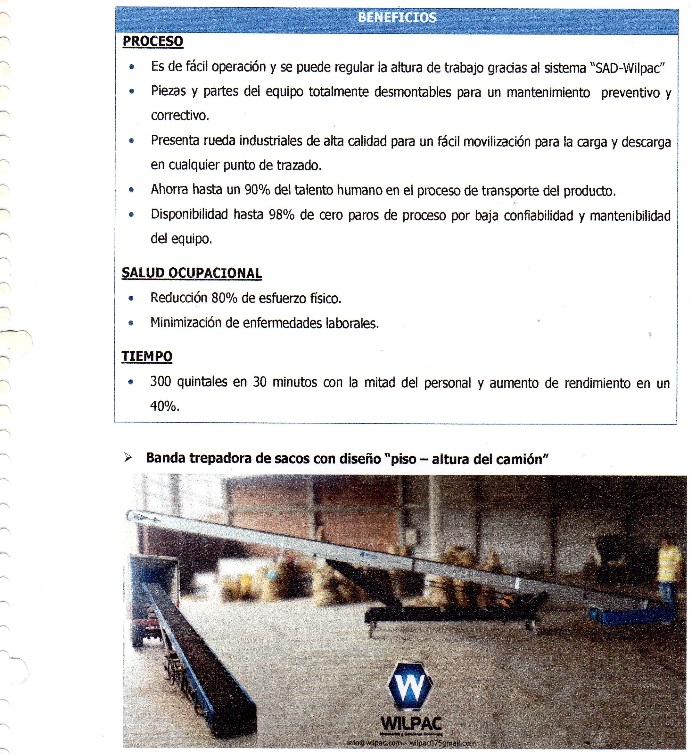 BENEFICIOS
PROCESO
• Es de fácil operación y se puede regular la altura de trabajo gracias al sistema "SAD-Wilpac"
• Piezas y partes del equipo totalmente desmontables para un mantenimiento preventivo y
correctivo.
• Presenta rueda industriales de alta calidad para un fácil movilización para la carga y descarga
en cualquier punto de trazado.
• Ahorra hasta un 90% del talento humano en el proceso de transporte del producto.
• Disponibilidad hasta 98% de cero paros de proceso por baja confiabilidad y mantenibilidad
del equipo.
SALUD OCUPACIONAL
• Reducción 80% de esfuerzo físico.
• Minimización de enfermedades laborales.
TIEMPO
• 300 quintales en 30 minutos con la mitad del personal y aumento de rendimiento en un
40%.
➢ Banda trepadora de sacos con diseño "piso – altura del camión"
W
WILPAC